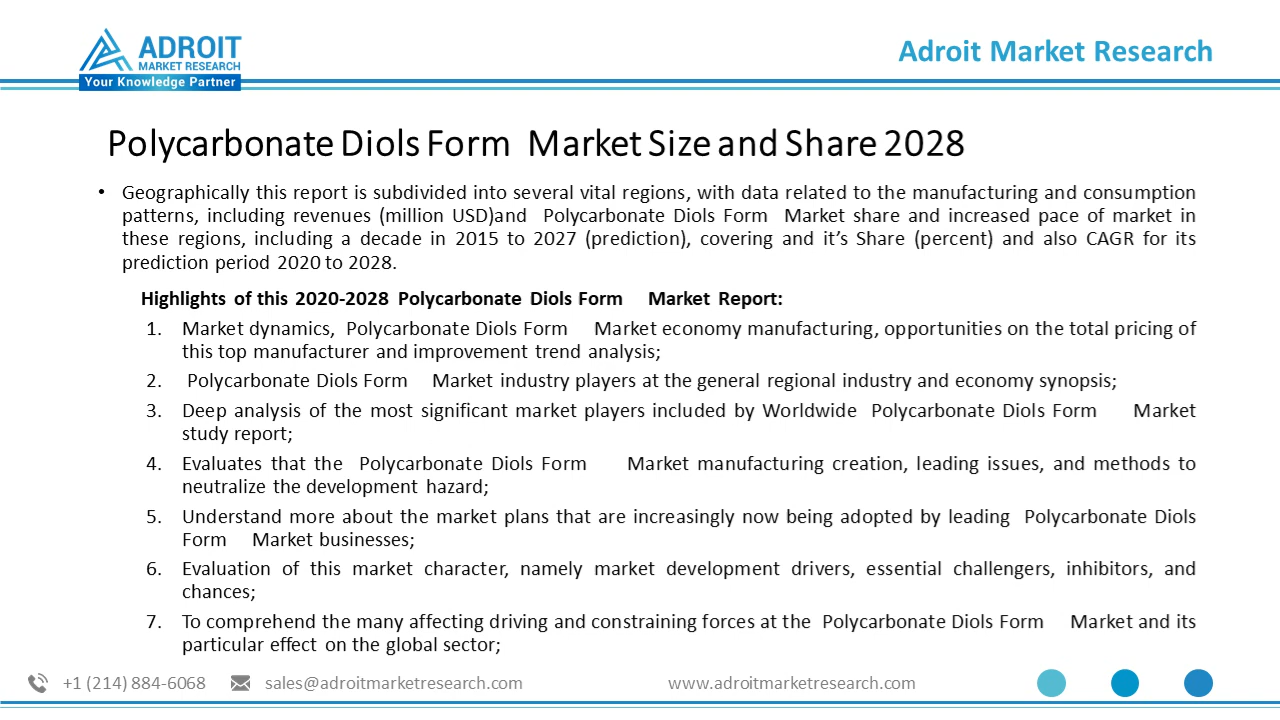 ADROIT
MARKET RESEARCH
Your Knowledge Partner
Adroit Market Research
Polycarbonate Diols Form Market Size and Share 2028
• Geographically this report is subdivided into several vital regions, with data related to the manufacturing and consumption
patterns, including revenues (million USD)and Polycarbonate Diols Form Market share and increased pace of market in
these regions, including a decade in 2015 to 2027 (prediction), covering and it’s Share (percent) and also CAGR for its
prediction period 2020 to 2028.
Highlights of this 2020-2028 Polycarbonate Diols Form Market Report:
1. Market dynamics, Polycarbonate Diols Form Market economy manufacturing, opportunities on the total pricing of
this top manufacturer and improvement trend analysis;
2. Polycarbonate Diols Form Market industry players at the general regional industry and economy synopsis;
3. Deep analysis of the most significant market players included by Worldwide Polycarbonate Diols Form Market
study report;
4. Evaluates that the Polycarbonate Diols Form Market manufacturing creation, leading issues, and methods to
neutralize the development hazard;
5. Understand more about the market plans that are increasingly now being adopted by leading Polycarbonate Diols
Form Market businesses;
6. Evaluation of this market character, namely market development drivers, essential challengers, inhibitors, and
chances;
7. To comprehend the many affecting driving and constraining forces at the Polycarbonate Diols Form Market and its
particular effect on the global sector;
+1 (214) 884-6068 sales@adroitmarketresearch.com www.adroitmarketresearch.com